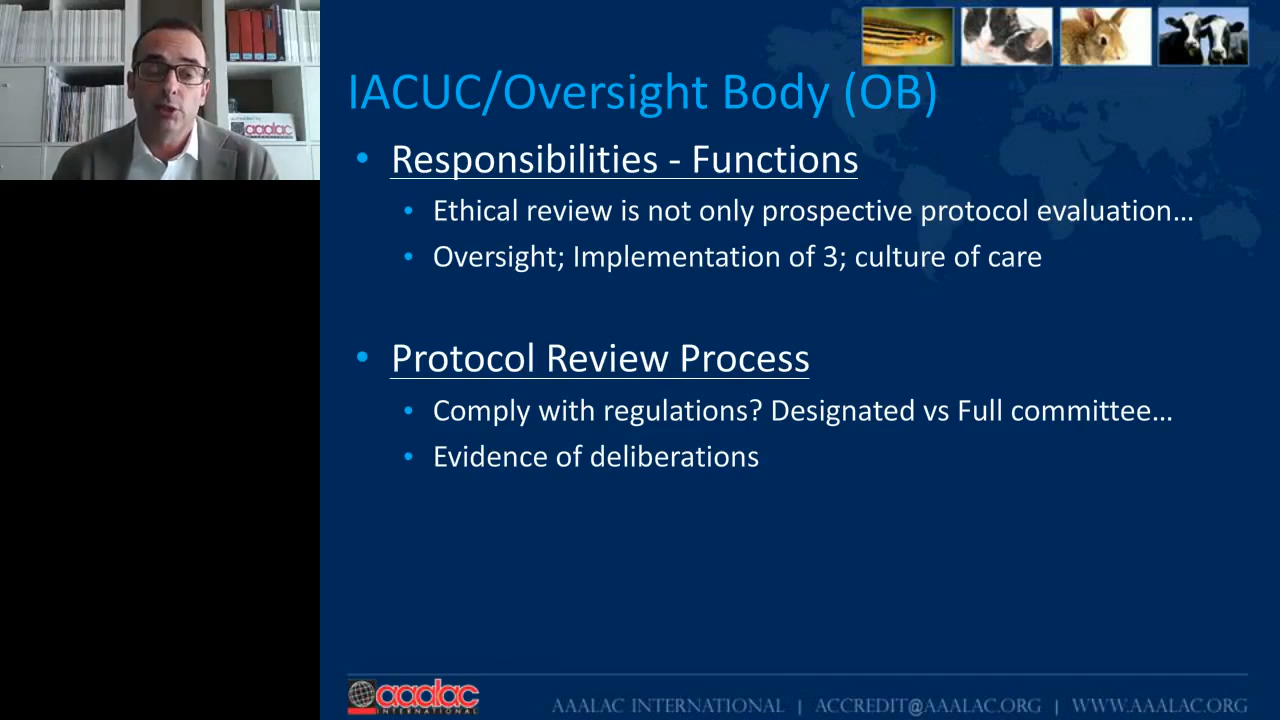 IACUC/Oversight Body (OB)
• Responsibilities - Functions
• Ethical review is not only prospective protocol evaluation…
• Oversight; Implementation of 3; culture of care
• Protocol Review Process
• Comply with regulations? Designated vs Full committee…
• Evidence of deliberations
aaalac
aaalac
INTERNATIONAL
AAALAC INTERNATIONAL | ACCREDIT@AAALAC.ORG | WWW.AAALAC.ORG